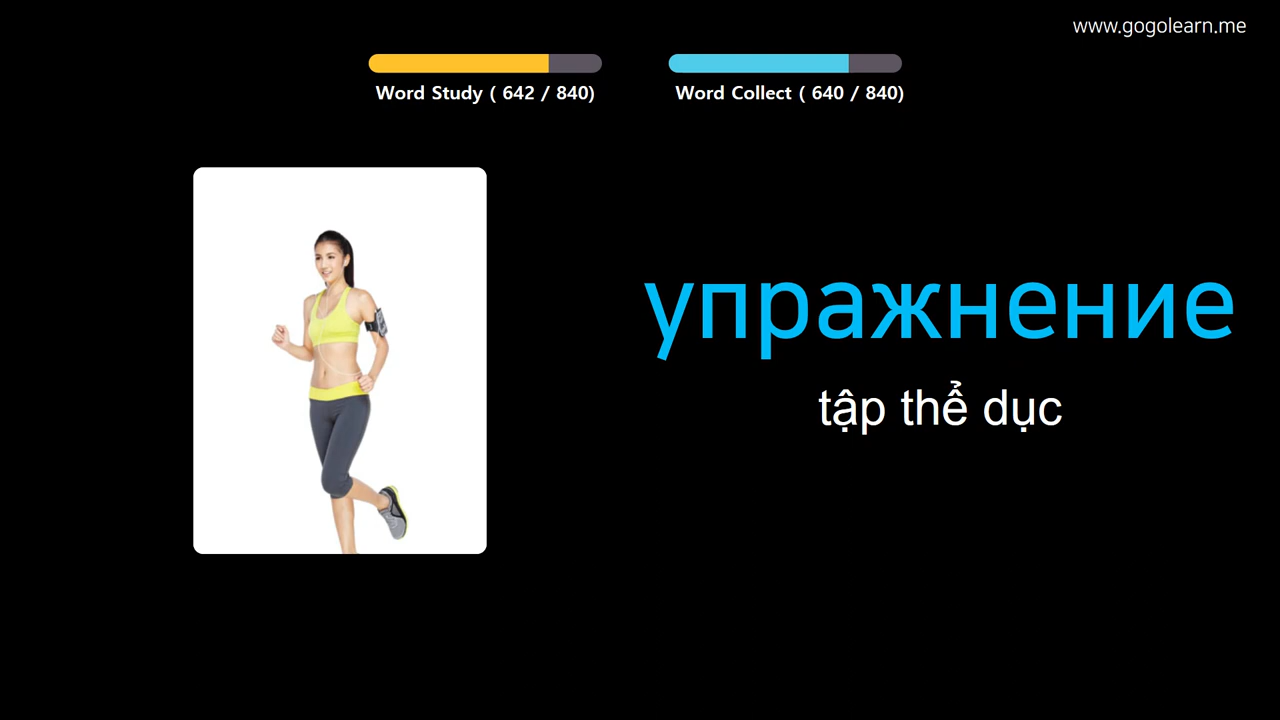 www.gogolearn.me
Word Study ( 642 / 840)
Word Collect ( 640 / 840)
упражнение
tập thể dục